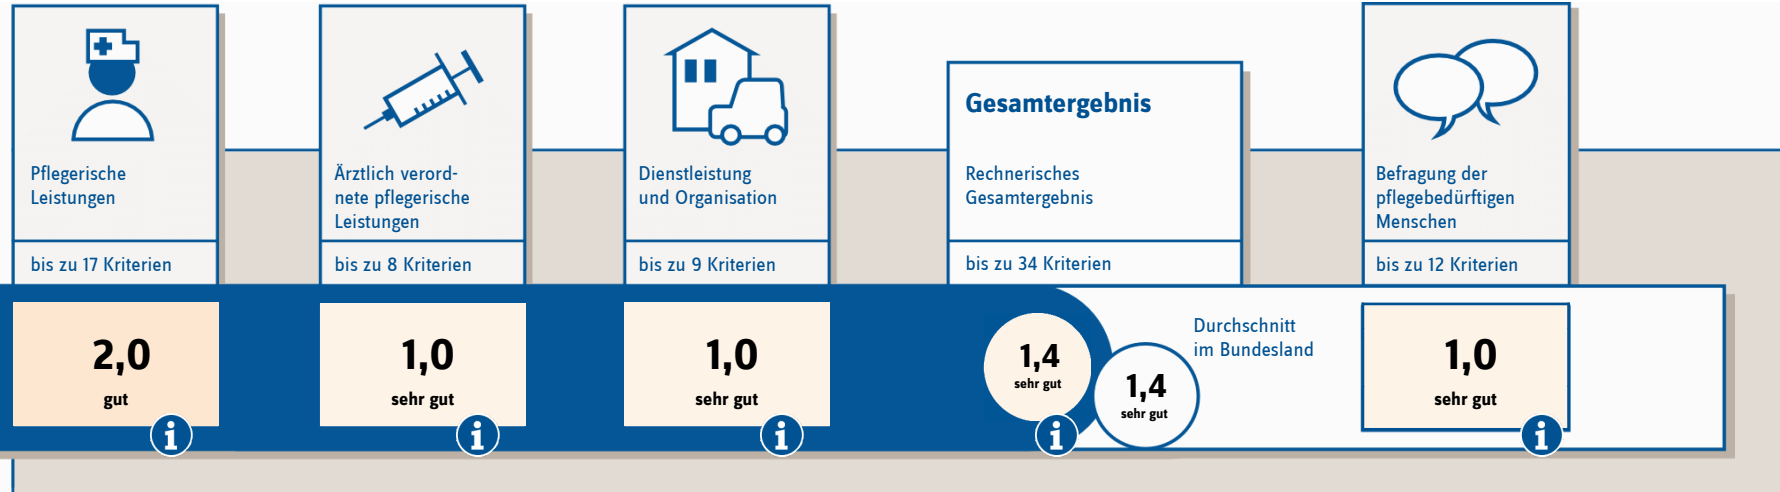 Pflegerische
Leistungen
bis zu 17 Kriterien
2,0
gut
i
Ärztlich verord-
nete pflegerische
Leistungen
bis zu 8 Kriterien
1,0
sehr gut
i
Dienstleistung
und Organisation
bis zu 9 Kriterien
1,0
sehr gut
i
Gesamtergebnis
Rechnerisches
Gesamtergebnis
bis zu 34 Kriterien
1,4
sehr gut
i
Durchschnitt
im Bundesland
1,4
sehr gut
Befragung der
pflegebedürftigen
Menschen
bis zu 12 Kriterien
1,0
sehr gut
i